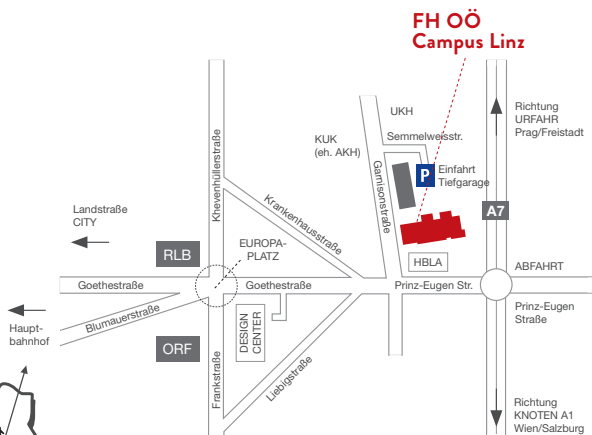 FH OÖ
Campus Linz
UKH
Semmelweisstr.
KUK
(eh. AKH)
Garnisonstraße
P
Einfahrt
Tiefgarage
Richtung
URFAHR
Prag/Freistadt
A7
Khevenhüllerstraße
Krankenhausstraße
Landstraße
CITY
RLB
EUROPA-
PLATZ
HBLA
ABFAHRT
Goethestraße
Goethestraße
Prinz-Eugen Str.
Prinz-Eugen
Straße
Haupt-
bahnhof
Blumauerstraße
ORF
DESIGN
CENTER
Frankstraße
Liebigstraße
Richtung
KNOTEN A1
Wien/Salzburg